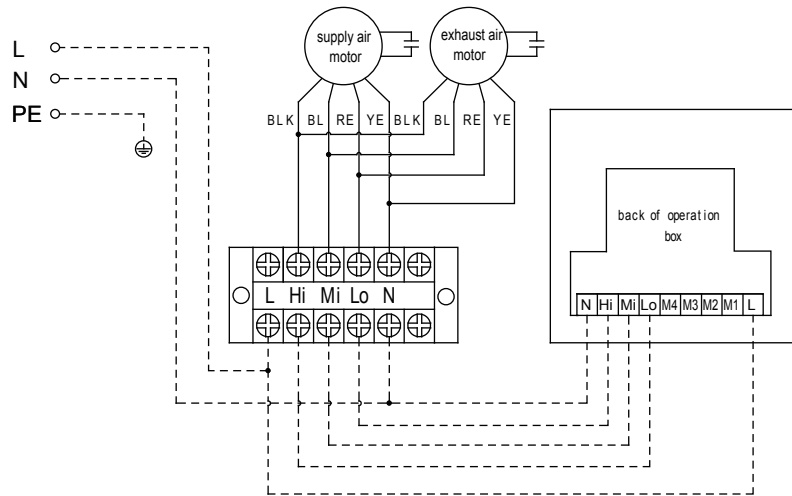 supply air
motor
exhaust air
motor
L
N
PE
BLK BL RE YE BLK BL RE YE
back of operation
box
L Hi Mi Lo N
N Hi Mi Lo M4 M3 M2 M1 L